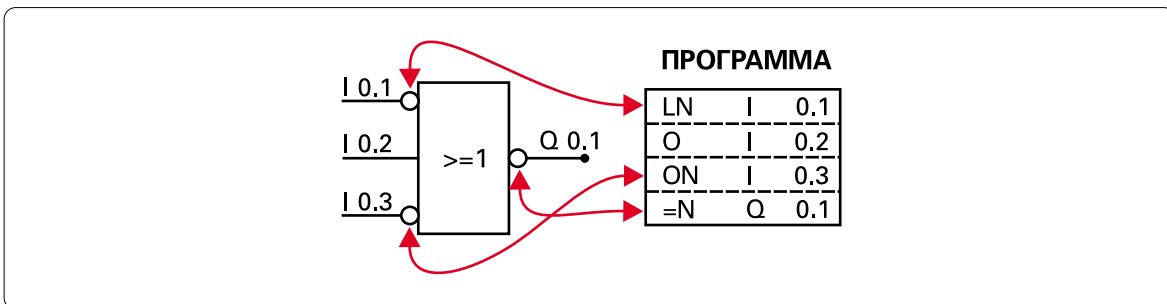 ПРОГРАММА
I 0.1
I 0.2
I 0.3
>=1
Q 0.1
LN I 0.1
O I 0.2
ON I 0.3
=N Q 0.1